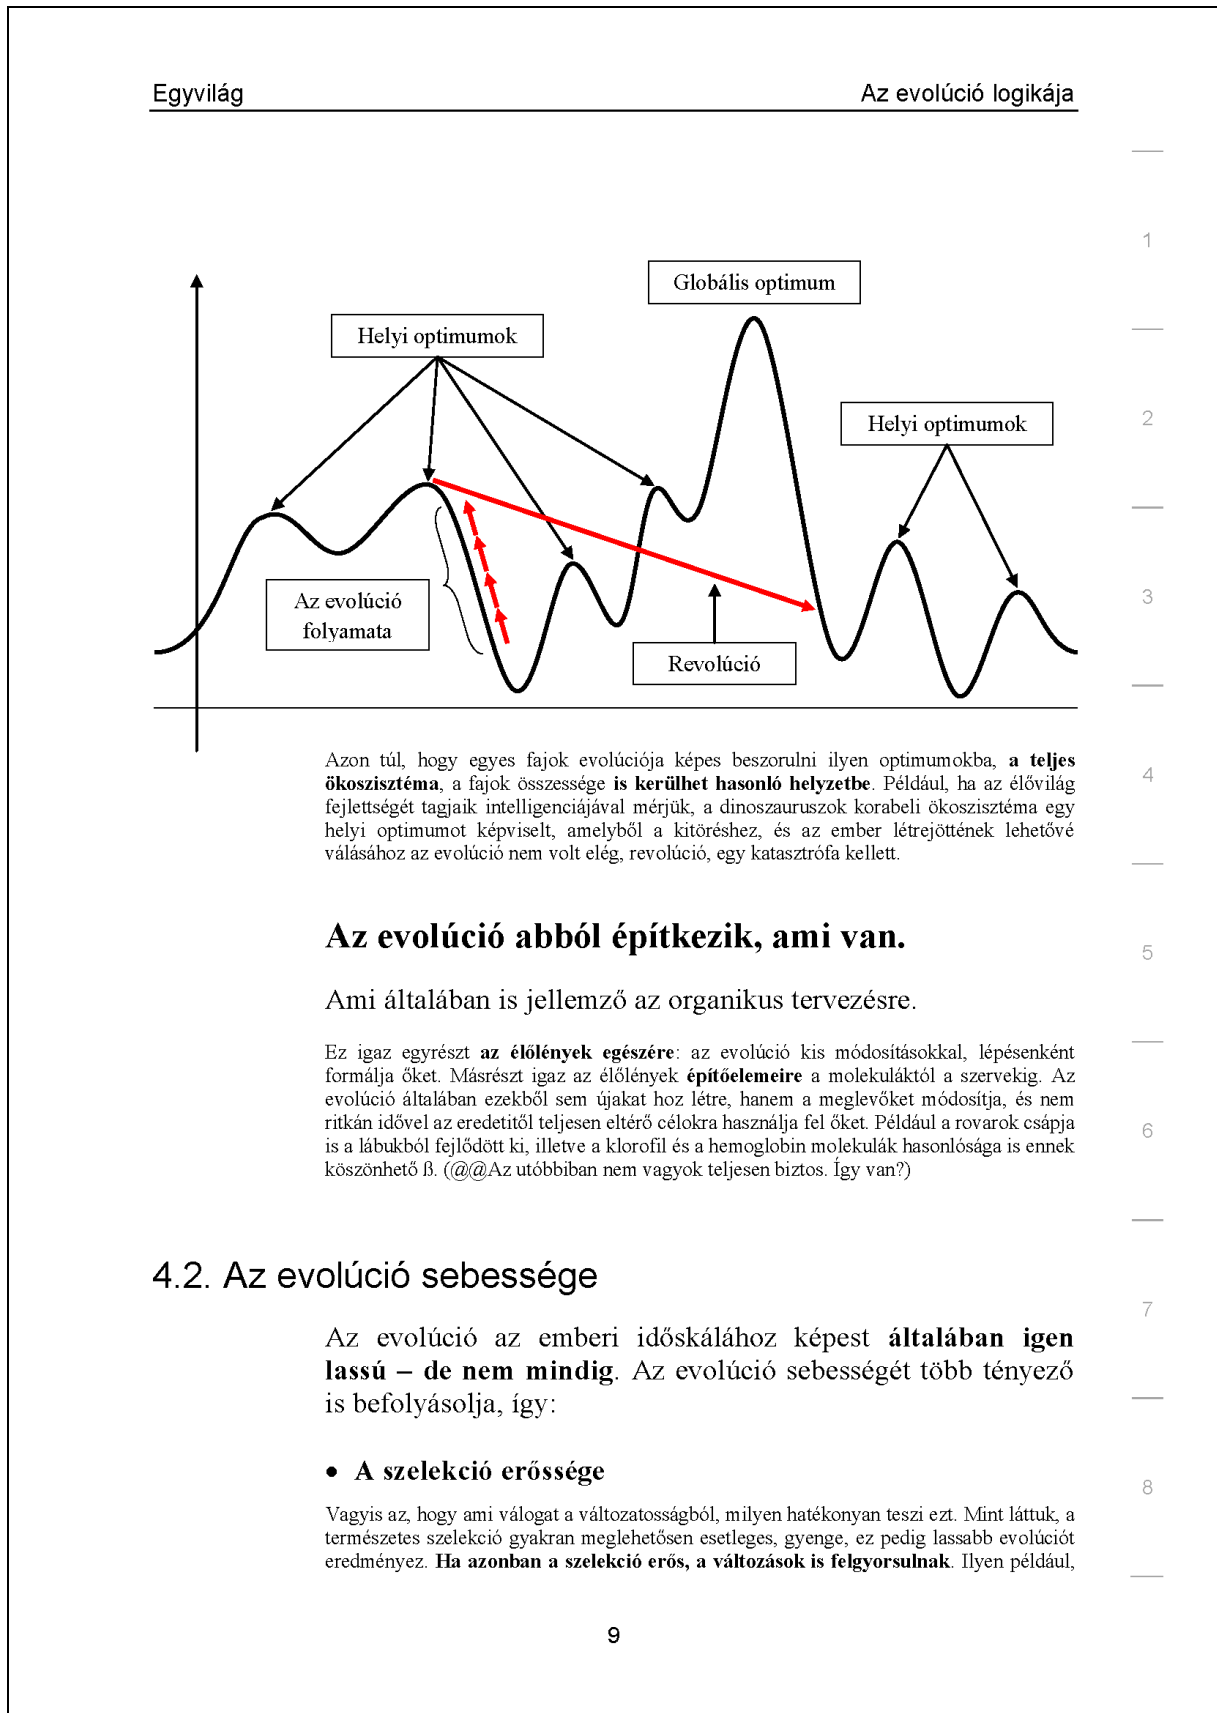 Egyvilág
Az evolúció logikája
1
Globális optimum
Helyi optimumok
2
Helyi optimumok
Az evolúció
folyamata
3
Revolúció
Azon túl, hogy egyes fajok evolúciója képes beszorulni ilyen optimumokba, a teljes
ökoszisztéma, a fajok összessége is kerülhet hasonló helyzetbe. Például, ha az élővilág
4
fejlettségét tagjaik intelligenciájával mérjük, a dinoszauruszok korabeli ökoszisztéma egy
helyi optimumot képviselt, amelyből a kitöréshez, és az ember létrejöttének lehetővé
válásához az evolúció nem volt elég, revolúció, egy katasztrófa kellett.
Az evolúció abból építkezik, ami van.
5
Ami általában is jellemző az organikus tervezésre.
Ez igaz egyrészt az élőlények egészére: az evolúció kis módosításokkal, lépésenként
formálja őket. Másrészt igaz az élőlények építőelemeire a molekuláktól a szervekig. Az
evolúció általában ezekből sem újakat hoz létre, hanem a meglevőket módosítja, és nem
ritkán idővel az eredetitől teljesen eltérő célokra használja fel őket. Például a rovarok csápja
6
is a lábukból fejlődött ki, illetve a klorofil és a hemoglobin molekulák hasonlósága is ennek
köszönhető ß. (@@Az utóbbiban nem vagyok teljesen biztos. Így van?)
4.2. Az evolúció sebessége
7
Az evolúció az emberi időskálához képest általában igen
lassú – de nem mindig. Az evolúció sebességét több tényező
is befolyásolja, így:
• A szelekció erőssége
8
Vagyis az, hogy ami válogat a változatosságból, milyen hatékonyan teszi ezt. Mint láttuk, a
természetes szelekció gyakran meglehetősen esetleges, gyenge, ez pedig lassabb evolúciót
eredményez. Ha azonban a szelekció erős, a változások is felgyorsulnak. Ilyen például,
9